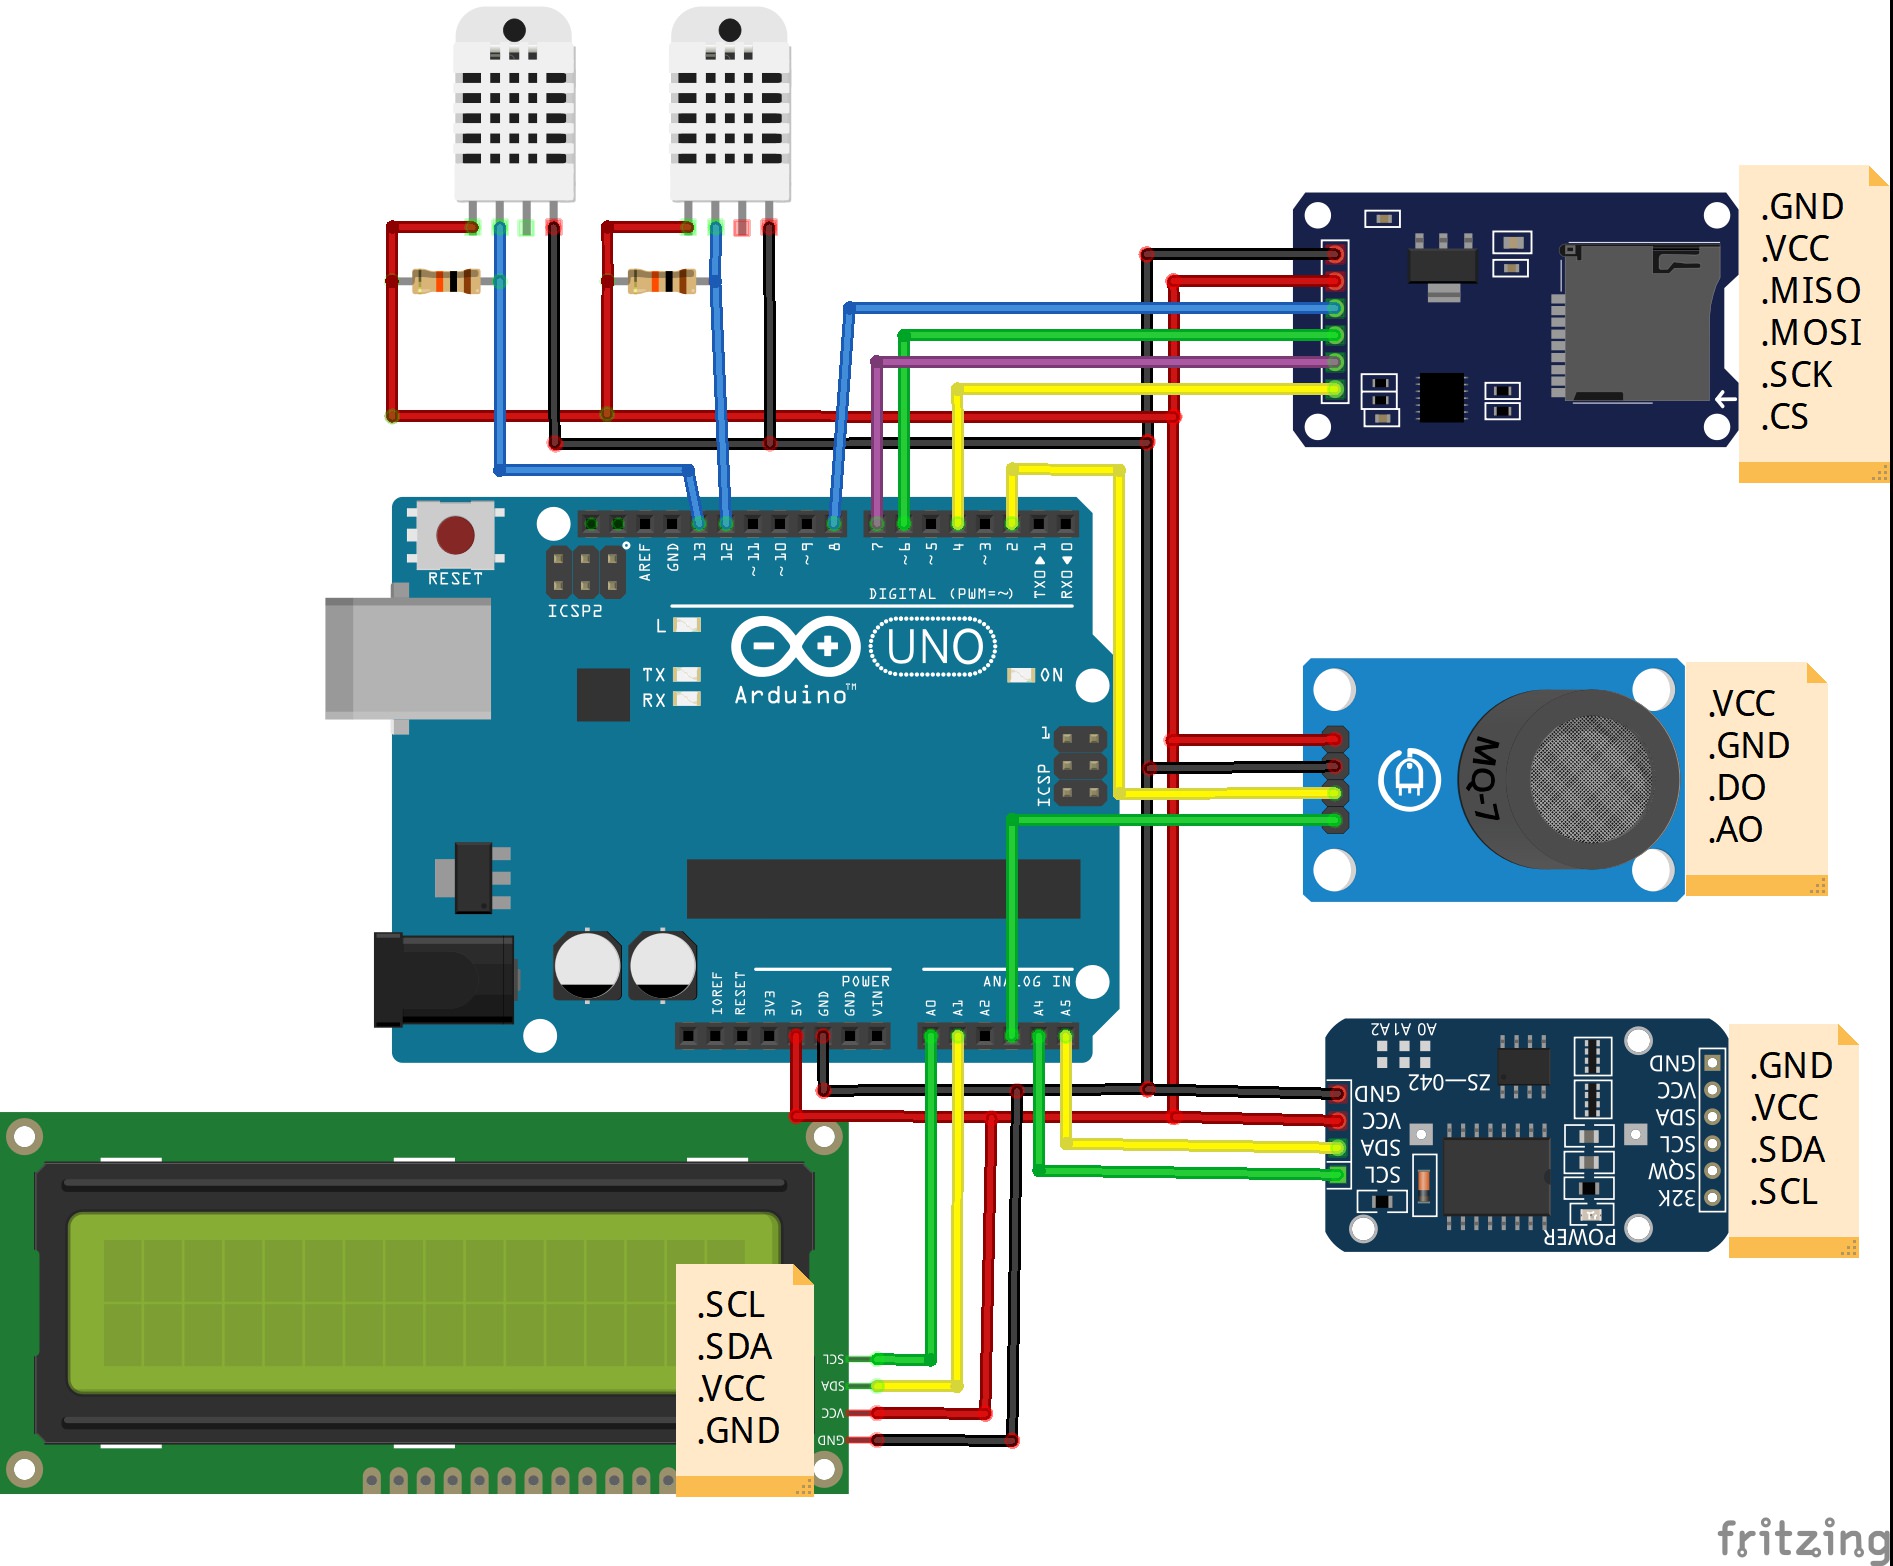 .GND
.VCC
.MISO
.MOSI
.SCK
.CS
RESET
ICSP2
AREF
GND
13
12
~11
~10
~9
8
7
~6
~5
4
~3
2
TX0▶1
RX0◀0
DIGITAL (PWM=~)
L
TX
RX
UNO
Arduino™
ON
1
ICSP
MQ-7
.VCC
.GND
.DO
.AO
POWER
ANALOG IN
IOREF
RESET
3V3
5V
GND
GND
VIN
A0
A1
A2
A4
A5
A0 A1 A2
ZS-042
GND
VCC
SDA
SCL
GND
VCC
SDA
SCL
SQW
32K
POWER
.GND
.VCC
.SDA
.SCL
.SCL
.SDA
.VCC
.GND
SCL
SDA
VCC
GND
fritzing